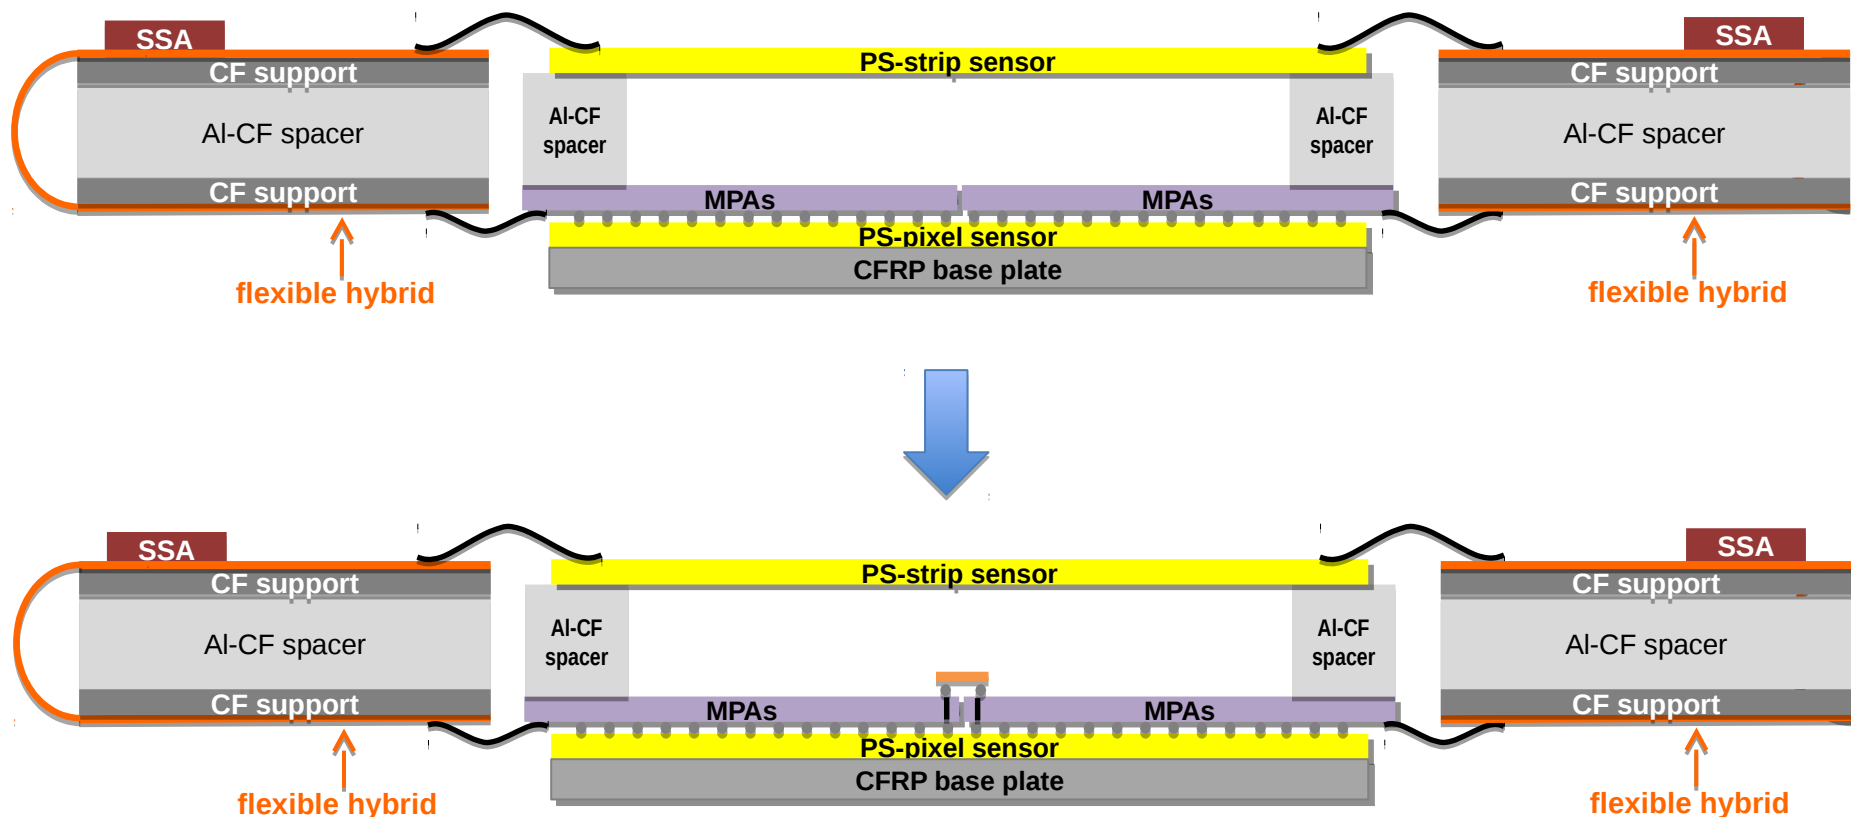 SSA
SSA
CF support
PS-strip sensor
CF support
Al-CF spacer
Al-CF
spacer
Al-CF
spacer
Al-CF spacer
CF support
MPAs
MPAs
CF support
PS-pixel sensor
CFRP base plate
flexible hybrid
flexible hybrid
SSA
SSA
CF support
PS-strip sensor
CF support
Al-CF spacer
Al-CF
spacer
Al-CF
spacer
Al-CF spacer
CF support
MPAs
MPAs
CF support
PS-pixel sensor
CFRP base plate
flexible hybrid
flexible hybrid